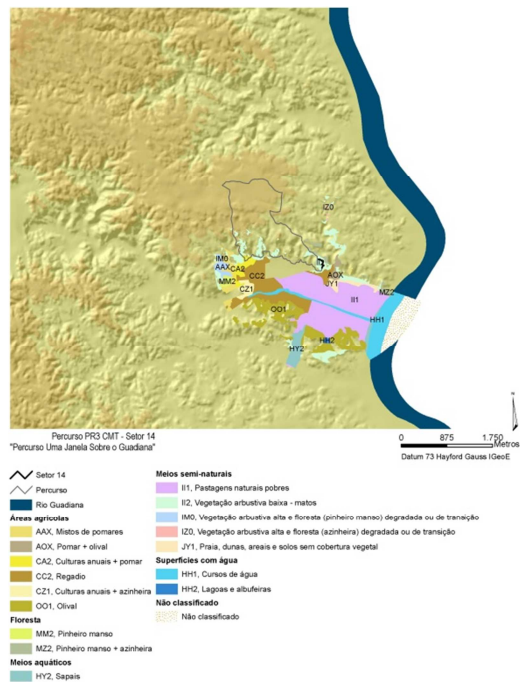 IZ0
IM0
AAX
CA2
CC2
MM2
CZ1
AOX
JY1
II1
MZ2
OO1
HH1
HH2
HY2
N
Percurso PR3 CMT - Setor 14
"Percurso Uma Janela Sobre o Guadiana"
0 875 1.750
Metros
Datum 73 Hayford Gauss IGeoE
Setor 14
Percurso
Rio Guadiana
Áreas agrícolas
AAX, Mistos de pomares
AOX, Pomar + olival
CA2, Culturas anuais + pomar
CC2, Regadio
CZ1, Culturas anuais + azinheira
OO1, Olival
Floresta
MM2, Pinheiro manso
MZ2, Pinheiro manso + azinheira
Meios aquáticos
HY2, Sapais
Meios semi-naturais
II1, Pastagens naturais pobres
II2, Vegetação arbustiva baixa - matos
IM0, Vegetação arbustiva alta e floresta (pinheiro manso) degradada ou de transição
IZ0, Vegetação arbustiva alta e floresta (azinheira) degradada ou de transição
JY1, Praia, dunas, areais e solos sem cobertura vegetal
Superfícies com água
HH1, Cursos de água
HH2, Lagoas e albufeiras
Não classificado
Não classificado